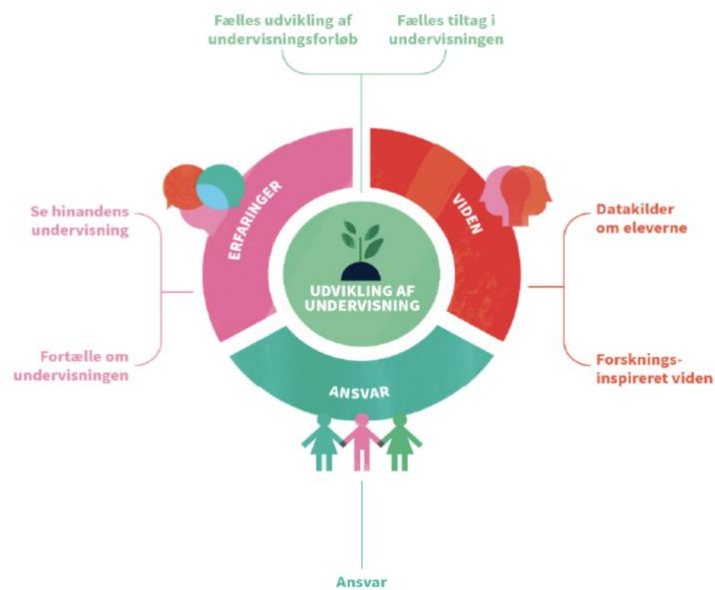 Fælles udvikling af
undervisningsforløb
Fælles tiltag i
undervisningen
ERFARINGER
VIDEN
Se hinandens
undervisning
Datakilder
om eleverne
UDVIKLING AF
UNDERVISNING
Fortælle om
undervisningen
Forsknings-
inspireret viden
ANSVAR
Ansvar